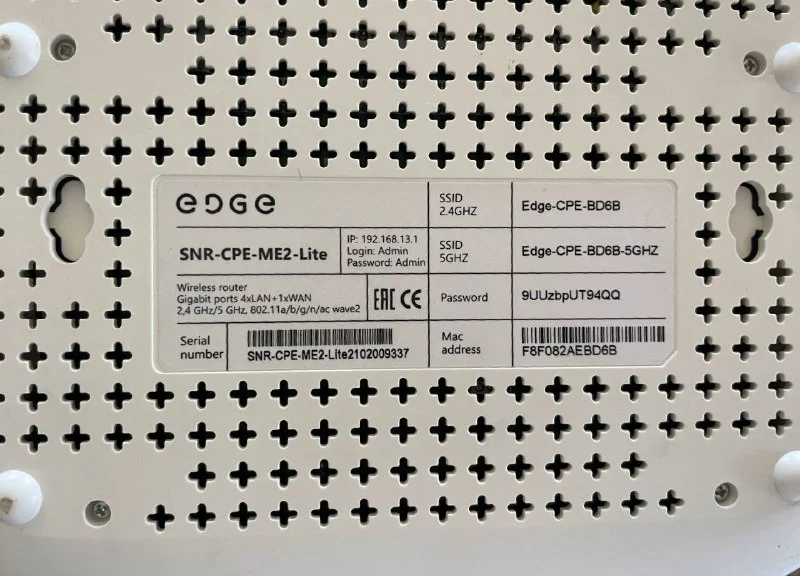 EDGE
SSID
2.4GHZ
Edge-CPE-BD6B
SNR-CPE-ME2-Lite
IP: 192.168.13.1
Login: Admin
Password: Admin
SSID
5GHZ
Edge-CPE-BD6B-5GHZ
Wireless router
Gigabit ports 4xLAN+1xWAN
2,4 GHz/5 GHz, 802.11a/b/g/n/ac wave2
EAC CE
Password
9UUzbpUT94QQ
Serial
number
SNR-CPE-ME2-Lite2102009337
Mac
address
F8F082AEBD6B